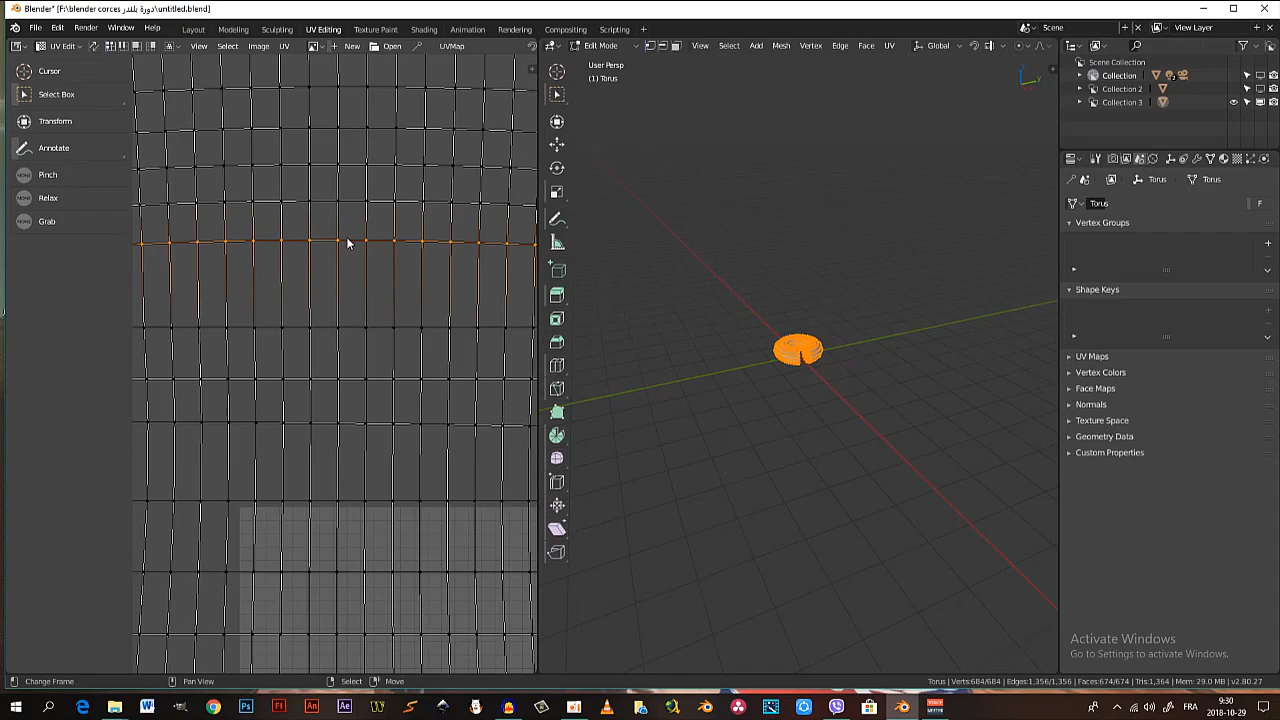 Blender* [F:\blender corces دورة بلندر\untitled.blend]
File Edit Render Window Help Layout Modeling Sculpting UV Editing Texture Paint Shading Animation Rendering Compositing Scripting Scene View Layer
UV Edit View Select Image UV New Open UVMap Edit Mode View Select Add Mesh Vertex Edge Face UV Global
Cursor
Select Box
Transform
Annotate
Pinch
Relax
Grab
User Persp
(1) Torus
Scene Collection
Collection 2
Collection 2
Collection 3
Torus Torus
Torus F
Vertex Groups
Shape Keys
UV Maps
Vertex Colors
Face Maps
Normals
Texture Space
Geometry Data
Custom Properties
Activate Windows
Go to Settings to activate Windows.
Change Frame Pan View Select Move Torus | Verts:684/684 | Edges:1,356/1,356 | Faces:674/674 | Tris:1,364 | Mem: 29.0 MB | v2.80.27
FRA 9:30
2018-10-29